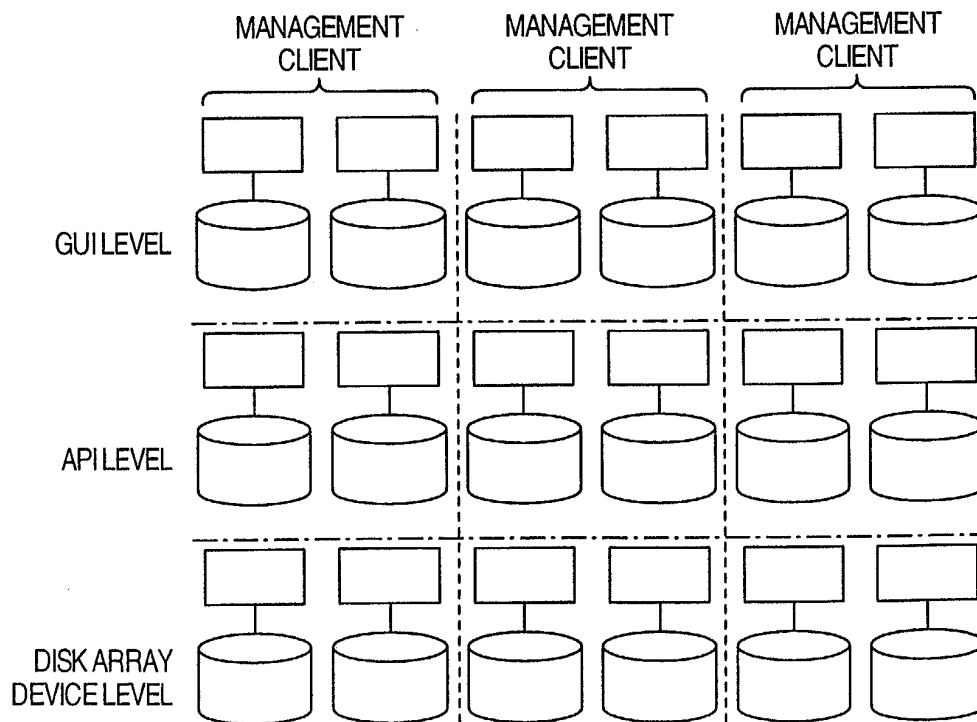 MANAGEMENT
CLIENT
MANAGEMENT
CLIENT
MANAGEMENT
CLIENT
GUI LEVEL
API LEVEL
DISK ARRAY
DEVICE LEVEL